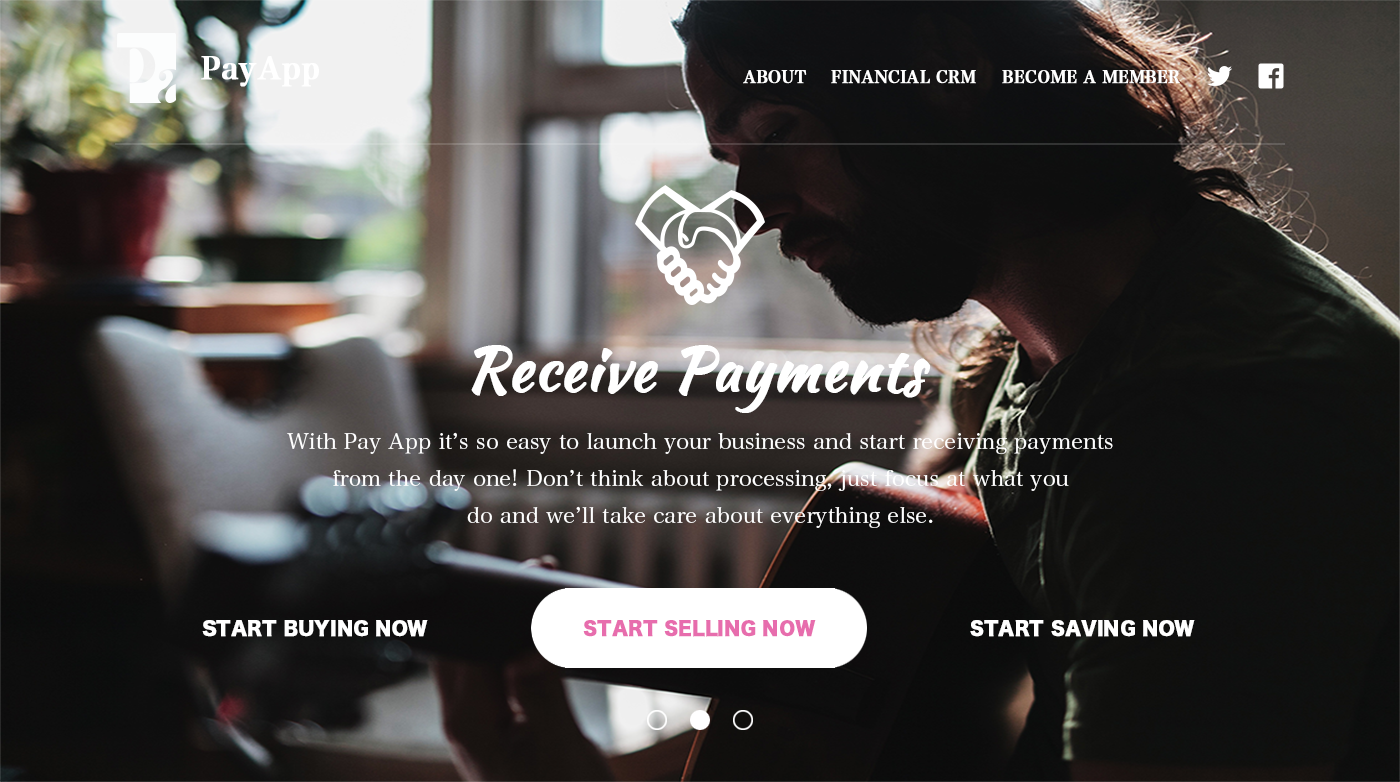 PayApp
ABOUT FINANCIAL CRM BECOME A MEMBER
Receive Payments
With Pay App it’s so easy to launch your business and start receiving payments
from the day one! Don’t think about processing, just focus at what you
do and we’ll take care about everything else.
START BUYING NOW START SELLING NOW START SAVING NOW